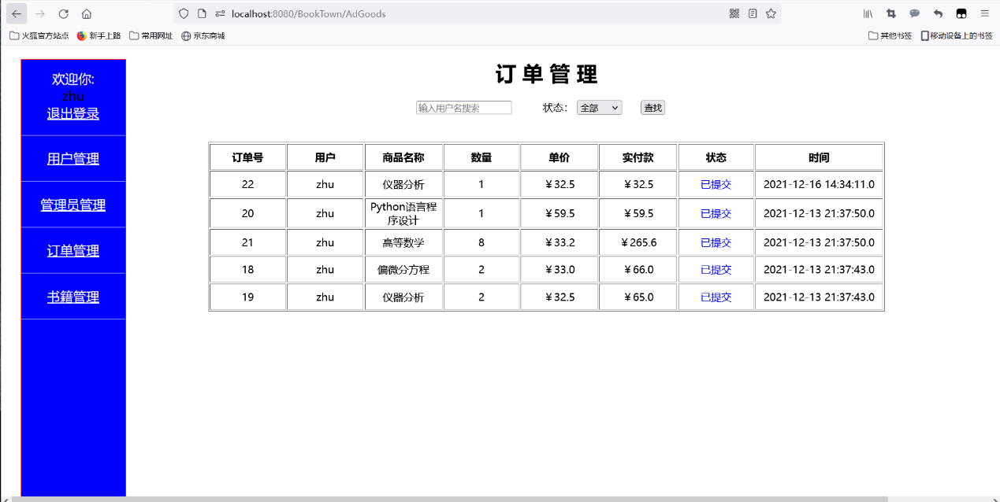 localhost:8080/BookTown/AdGoods
火狐官方站点 新手上路 常用网址 京东商城 其他书签 移动设备上的书签
欢迎你:
zhu
退出登录
用户管理
管理员管理
订单管理
书籍管理
订 单 管 理
输入用户名搜索 状态： 全部 查找
订单号 用户 商品名称 数量 单价 实付款 状态 时间
22 zhu 仪器分析 1 ￥32.5 ￥32.5 已提交 2021-12-16 14:34:11.0
20 zhu Python语言程 1 ￥59.5 ￥59.5 已提交 2021-12-13 21:37:50.0
序设计
21 zhu 高等数学 8 ￥33.2 ￥265.6 已提交 2021-12-13 21:37:50.0
18 zhu 偏微分方程 2 ￥33.0 ￥66.0 已提交 2021-12-13 21:37:43.0
19 zhu 仪器分析 2 ￥32.5 ￥65.0 已提交 2021-12-13 21:37:43.0